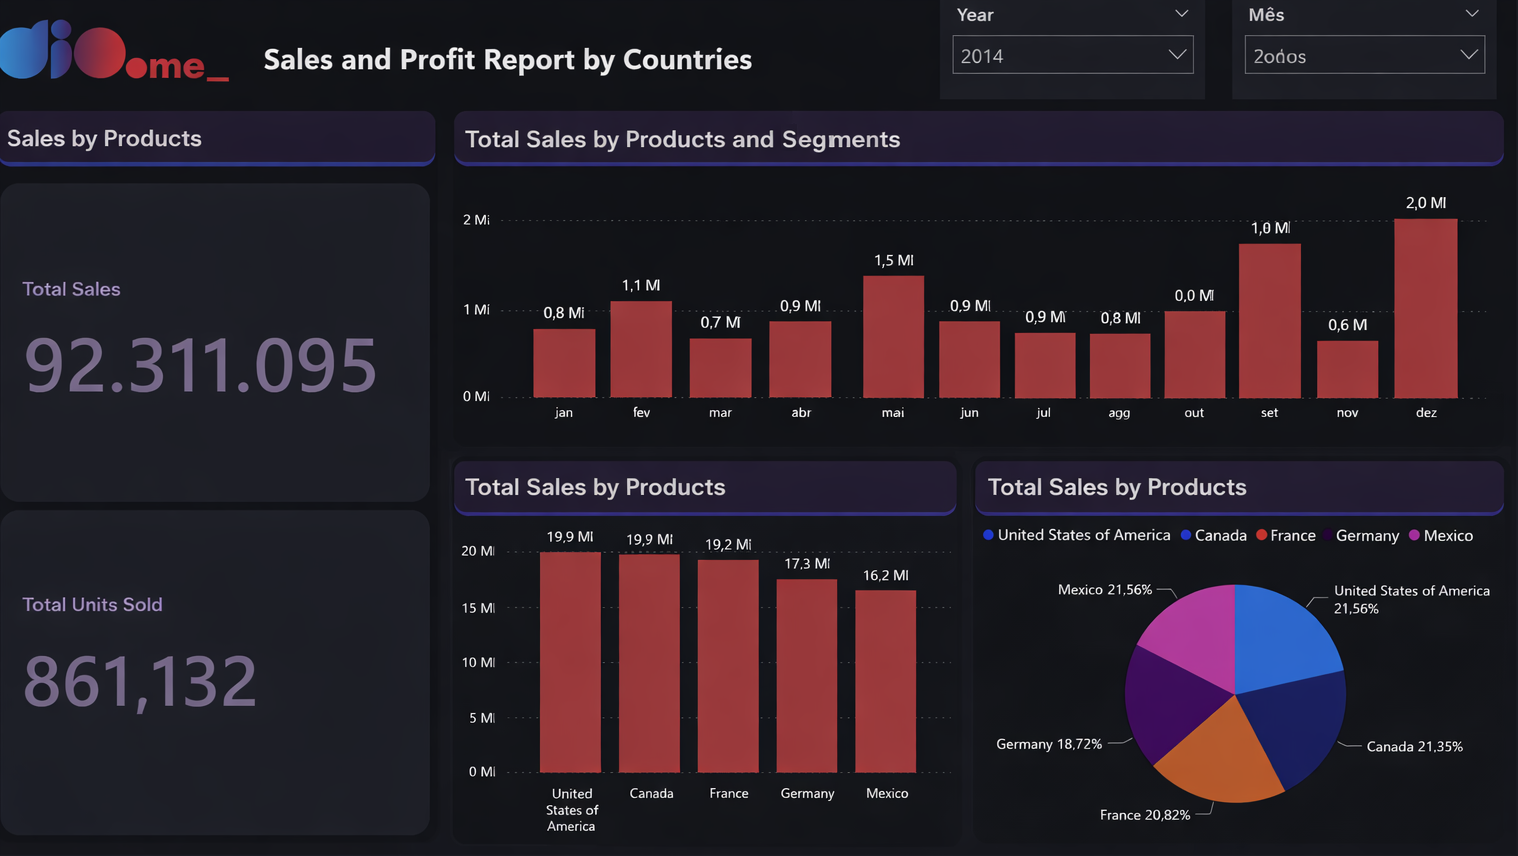 dio.me_
Sales and Profit Report by Countries
Year
2014
Mês
2odos
Sales by Products
Total Sales
92.311.095
Total Units Sold
861,132
Total Sales by Products and Segments
2 Mi
1 Mi
0 Mi
0,8 Mi
1,1 Mi
0,7 Mi
0,9 Mi
1,5 Mi
0,9 Mi
0,9 Mi
0,8 Mi
0,0 Mi
1,0 Mi
0,6 Mi
2,0 Mi
jan
fev
mar
abr
mai
jun
jul
agg
out
set
nov
dez
Total Sales by Products
20 Mi
15 Mi
10 Mi
5 Mi
0 Mi
19,9 Mi
19,9 Mi
19,2 Mi
17,3 Mi
16,2 Mi
United
States of
America
Canada
France
Germany
Mexico
Total Sales by Products
United States of America Canada France Germany Mexico
Mexico 21,56%
United States of America
21,56%
Germany 18,72%
Canada 21,35%
France 20,82%